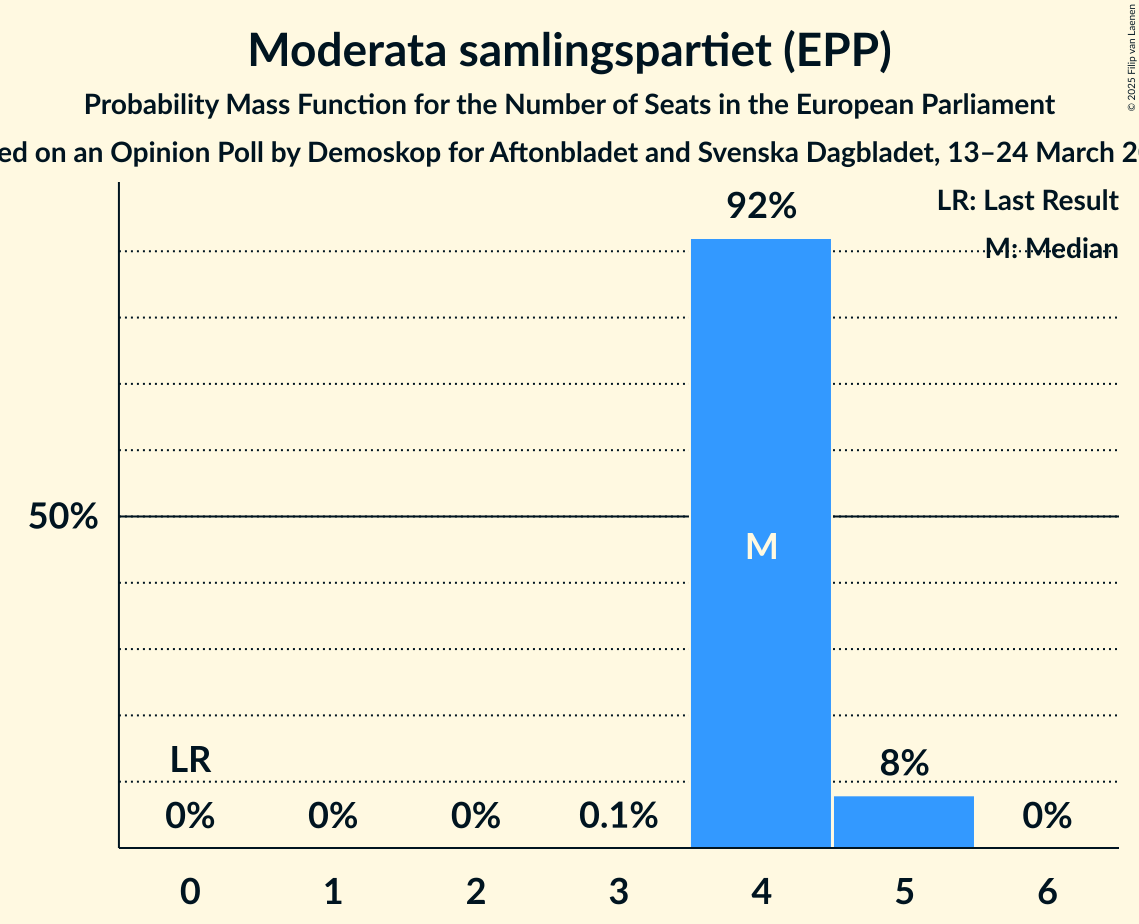 Moderata samlingspartiet (EPP)
Probability Mass Function for the Number of Seats in the European Parliament
on an Opinion Poll by Demoskop for Aftonbladet and Svenska Dagbladet, 13–24 March
© 2025 Filip van Laenen
LR: Last Result
M: Median
92%
50%
M
LR
8%
0%
0%
0%
0.1%
0%
0
1
2
3
4
5
6